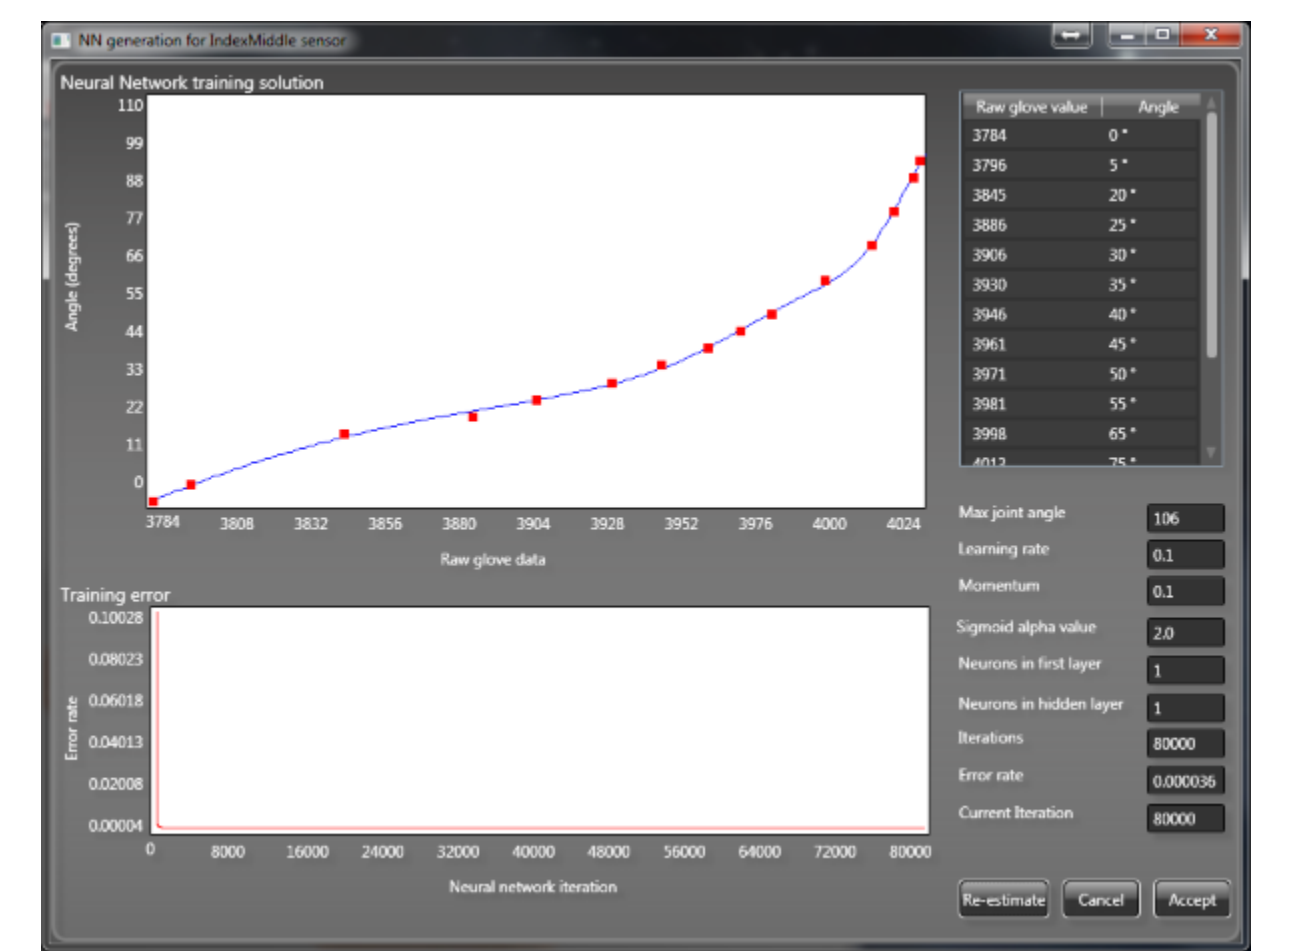 NN generation for IndexMiddle sensor
Neural Network training solution
110
99
88
77
66
55
44
33
22
11
0
Angle (degrees)
3784 3808 3832 3856 3880 3904 3928 3952 3976 4000 4024
Raw glove data
Raw glove value Angle
3784 0 °
3796 5 °
3845 20 °
3886 25 °
3906 30 °
3930 35 °
3946 40 °
3961 45 °
3971 50 °
3981 55 °
3998 65 °
4013 75 °
Max joint angle 106
Learning rate 0.1
Momentum 0.1
Sigmoid alpha value 2.0
Neurons in first layer 1
Neurons in hidden layer 1
Iterations 80000
Error rate 0.000036
Current Iteration 80000
Training error
0.10028
0.08023
0.06018
0.04013
0.02008
0.00004
Error rate
0 8000 16000 24000 32000 40000 48000 56000 64000 72000 80000
Neural network iteration
Re-estimate Cancel Accept